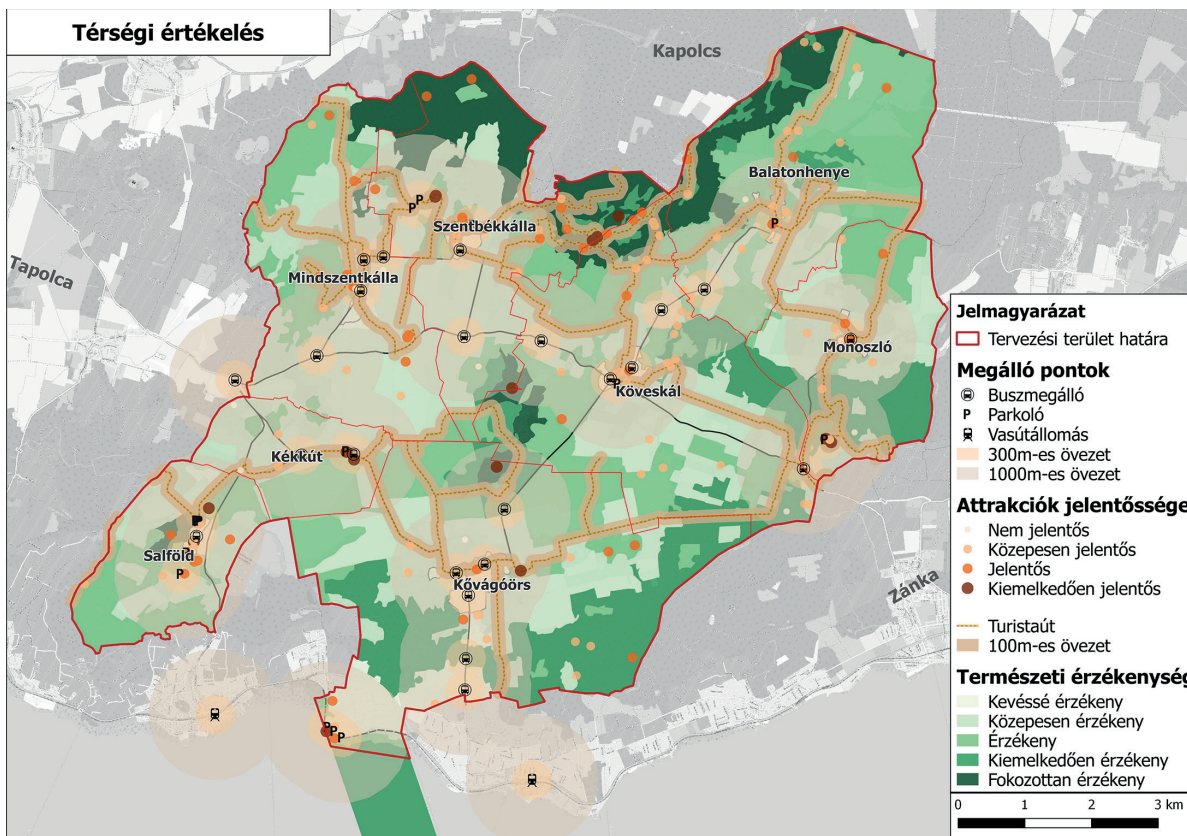 Térségi értékelés
Kapolcs
Balatonhenye
Szentbékkálla
Tapolca
Mindszentkálla
P P
P
Monoszló
Köveskál
P
P
Kékkút
P
P
Salföld
P
Kővágóörs
Zánka
P P P
Jelmagyarázat
Tervezési terület határa
Megálló pontok
Buszmegálló
P Parkoló
Vasútállomás
300m-es övezet
1000m-es övezet
Attrakciók jelentőssége
Nem jelentős
Közepesen jelentős
Jelentős
Kiemelkedően jelentős
Turistaút
100m-es övezet
Természeti érzékenység
Kevéssé érzékeny
Közepesen érzékeny
Érzékeny
Kiemelkedően érzékeny
Fokozottan érzékeny
0 1 2 3 km